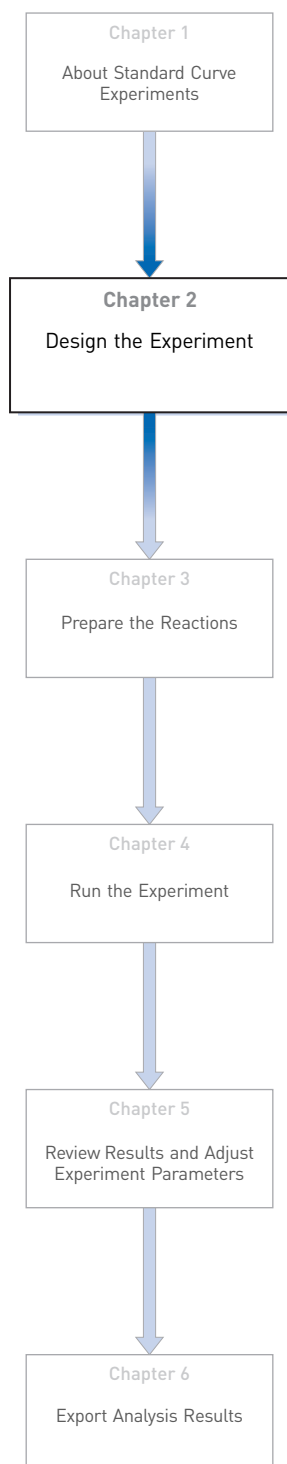 Chapter 1
About Standard Curve
Experiments
Chapter 2
Design the Experiment
Chapter 3
Prepare the Reactions
Chapter 4
Run the Experiment
Chapter 5
Review Results and Adjust
Experiment Parameters
Chapter 6
Export Analysis Results